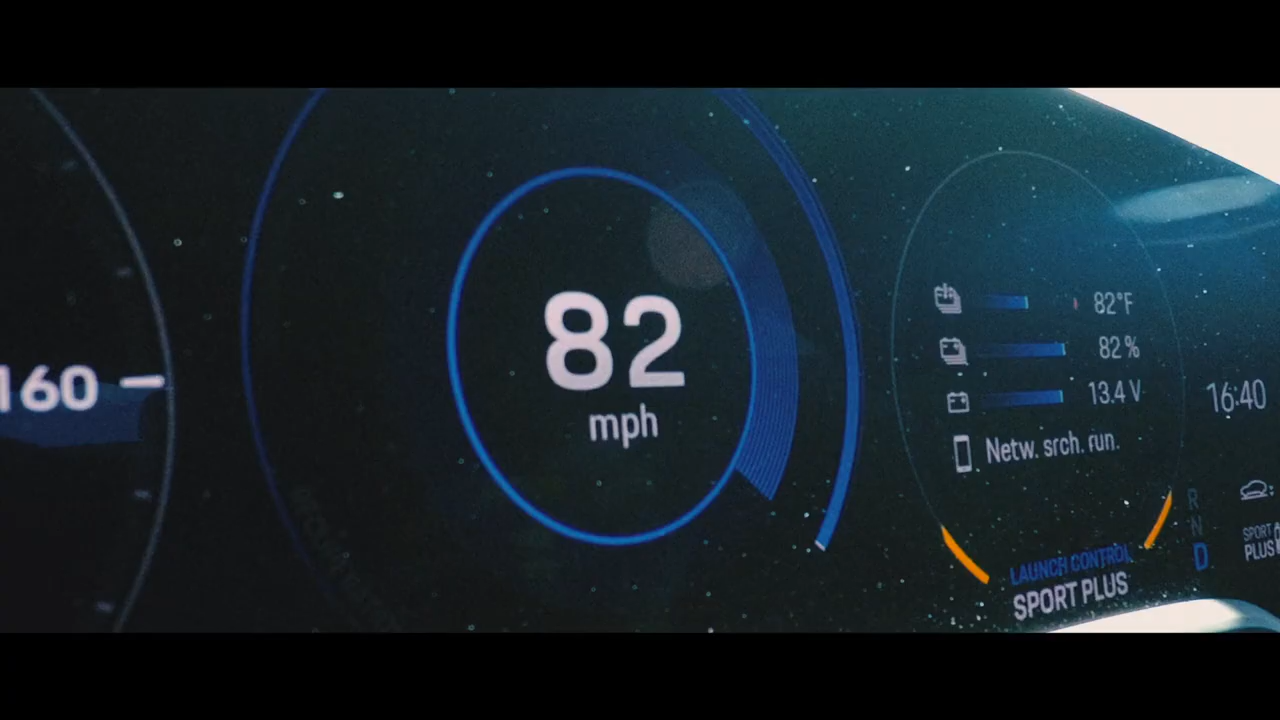 160
82
mph
82°F
82%
13.4 V
Netw. srch. run.
LAUNCH CONTROL
SPORT PLUS
16:40
R
N
D
SPORT
PLUS